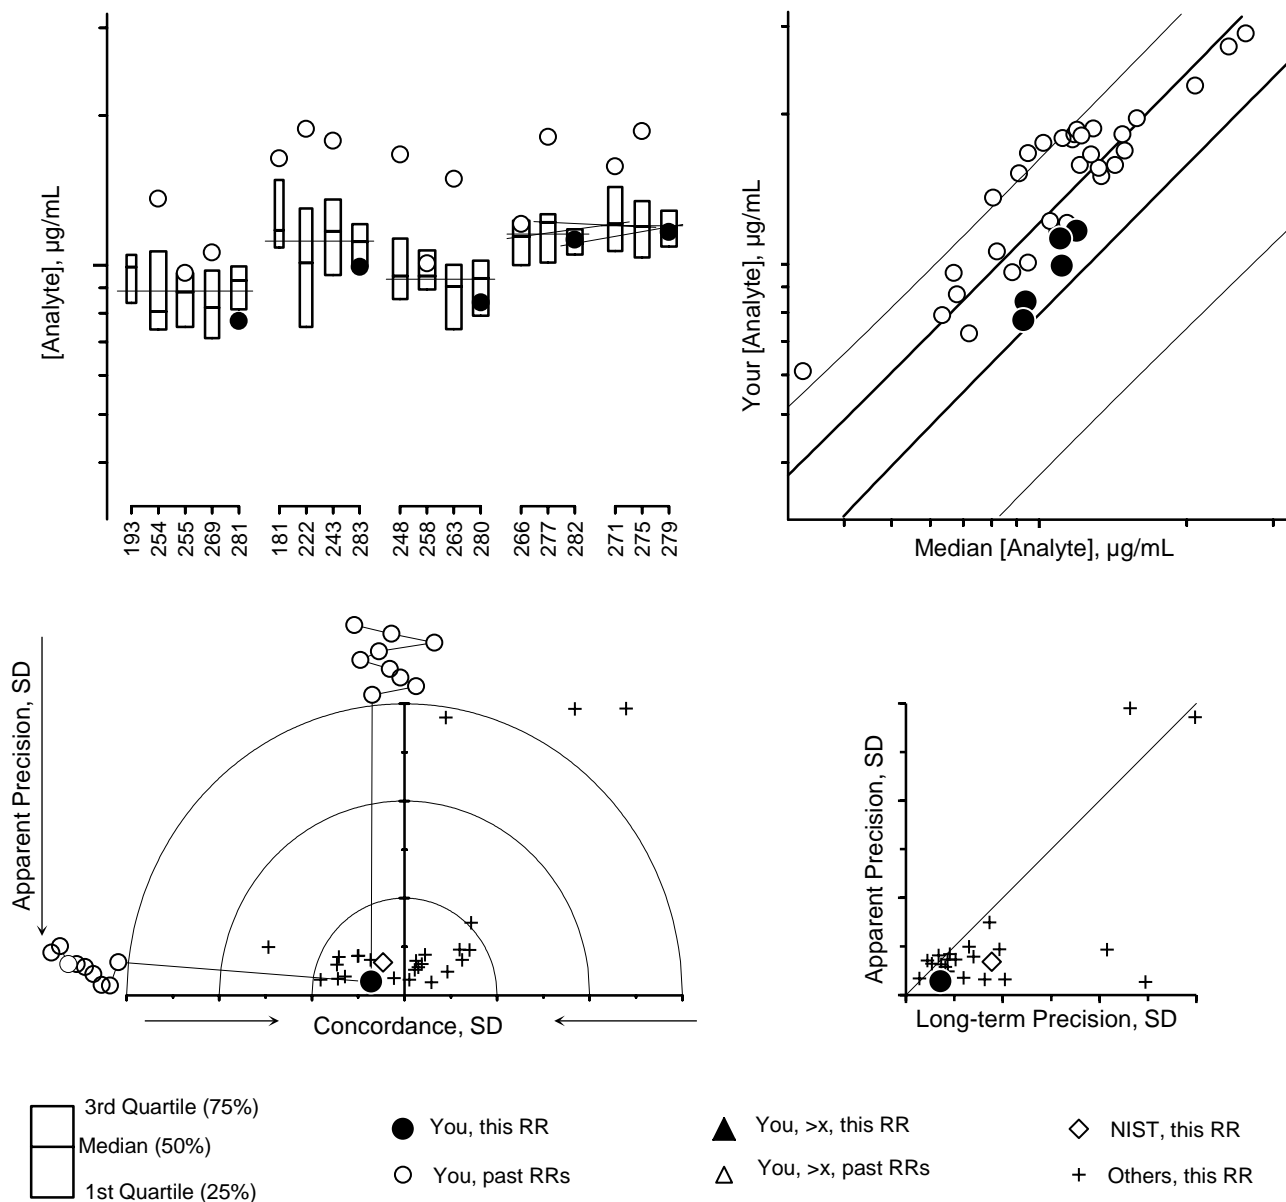 [Analyte], µg/mL
193
254
255
269
281
181
222
243
283
248
258
263
280
266
277
282
271
275
279
Your [Analyte], µg/mL
Median [Analyte], µg/mL
Apparent Precision, SD
Concordance, SD
Apparent Precision, SD
Long-term Precision, SD
3rd Quartile (75%)
Median (50%)
1st Quartile (25%)
You, this RR
You, past RRs
You, >x, this RR
You, >x, past RRs
NIST, this RR
Others, this RR